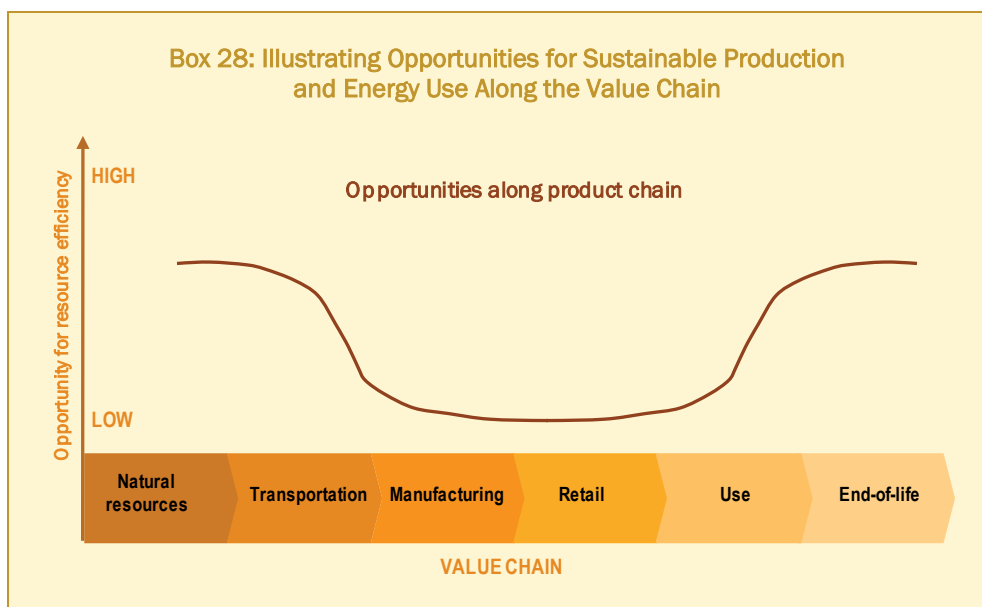 Box 28: Illustrating Opportunities for Sustainable Production
and Energy Use Along the Value Chain
HIGH
Opportunities along product chain
Opportunity for resource efficiency
LOW
Natural
resources
Transportation
Manufacturing
Retail
Use
End-of-life
VALUE CHAIN